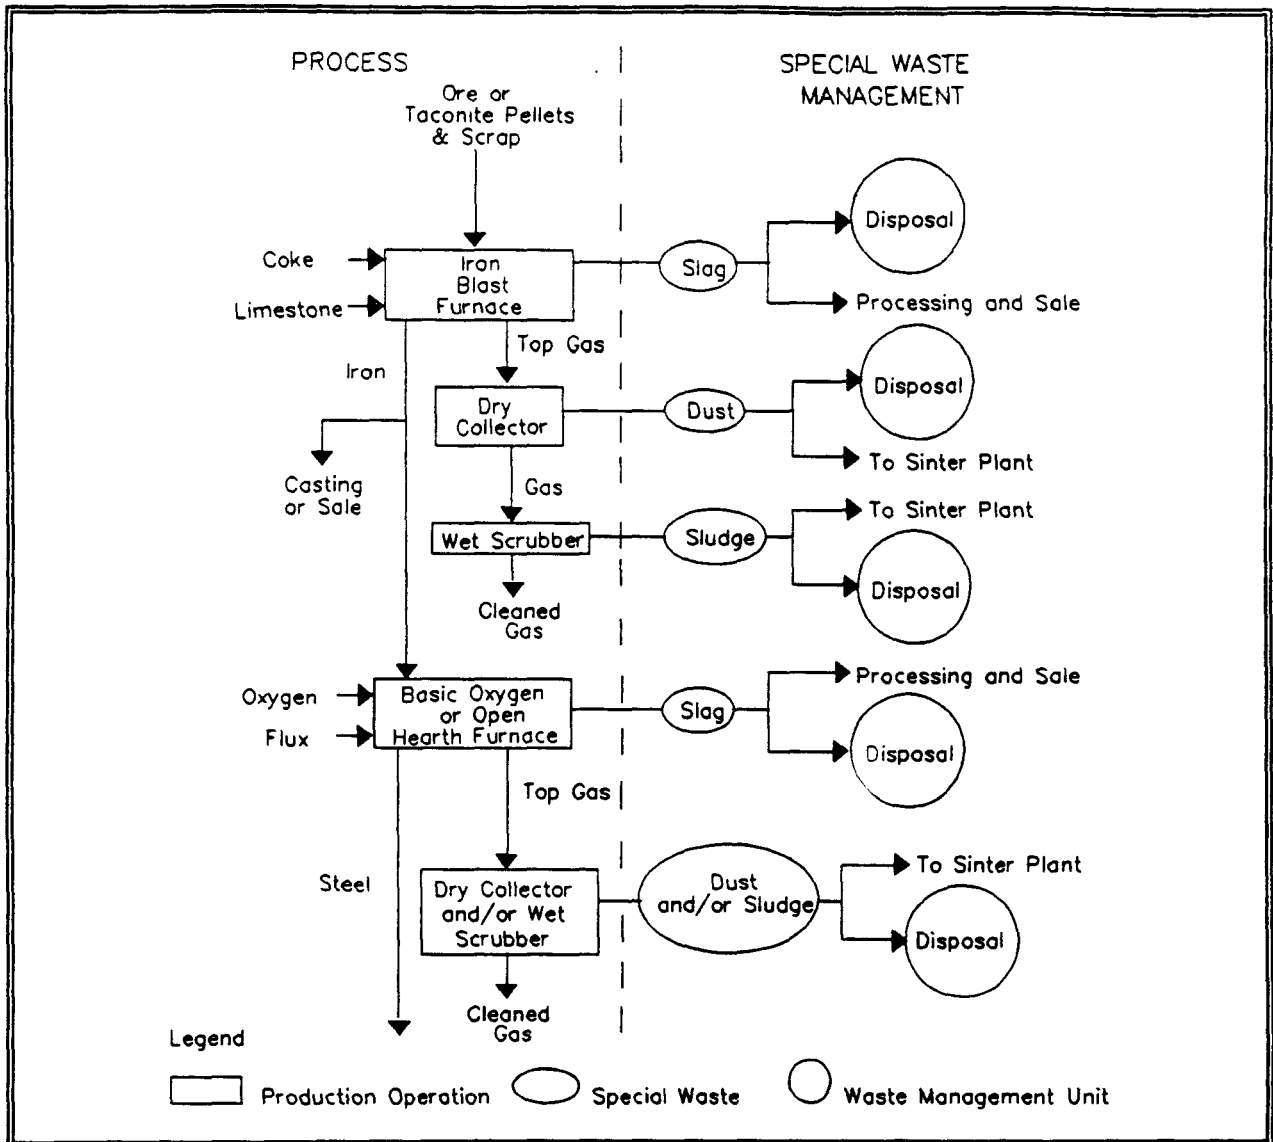 PROCESS
SPECIAL WASTE
MANAGEMENT
Ore or
Taconite Pellets
& Scrap
Coke
Limestone
Iron
Blast
Furnace
Slag
Disposal
Processing and Sale
Top Gas
Iron
Dry
Collector
Dust
Disposal
To Sinter Plant
Casting
or Sale
Gas
Wet Scrubber
Sludge
To Sinter Plant
Disposal
Cleaned
Gas
Oxygen
Flux
Basic Oxygen
or Open
Hearth Furnace
Slag
Processing and Sale
Disposal
Top Gas
Steel
Dry Collector
and/or Wet
Scrubber
Dust
and/or Sludge
To Sinter Plant
Disposal
Cleaned
Gas
Legend
Production Operation
Special Waste
Waste Management Unit